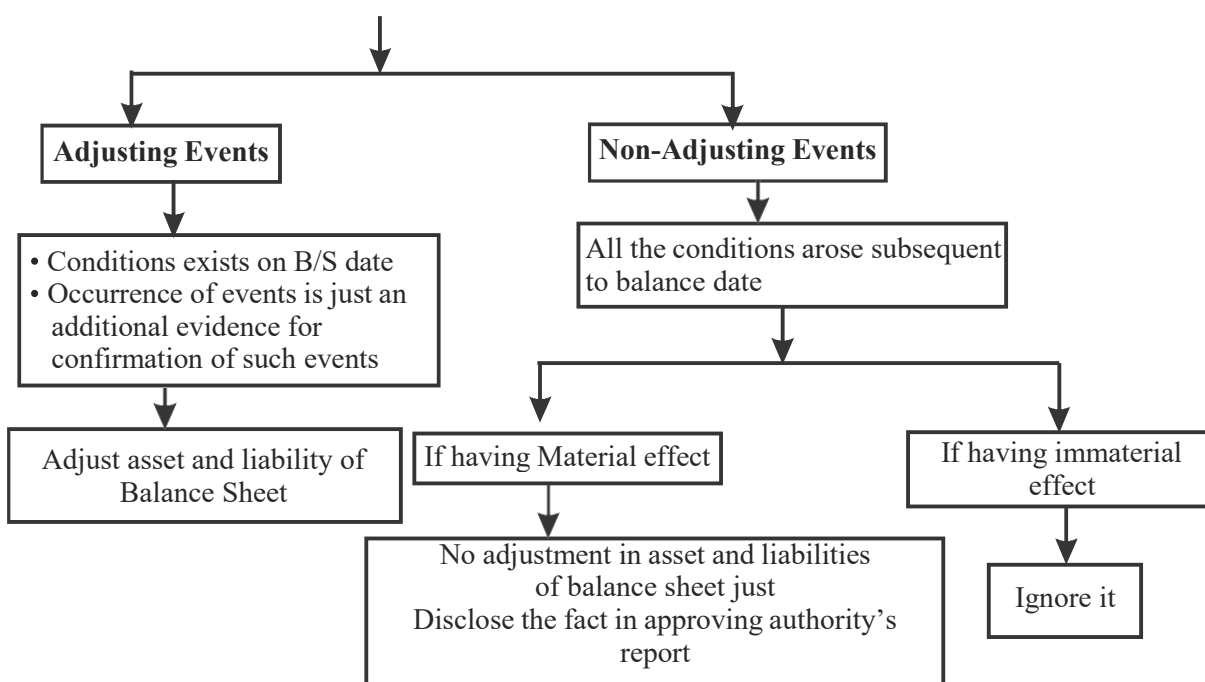 Adjusting Events
Non-Adjusting Events
• Conditions exists on B/S date
• Occurrence of events is just an
additional evidence for
confirmation of such events
All the conditions arose subsequent
to balance date
Adjust asset and liability of
Balance Sheet
If having Material effect
If having immaterial
effect
No adjustment in asset and liabilities
of balance sheet just
Disclose the fact in approving authority’s
report
Ignore it